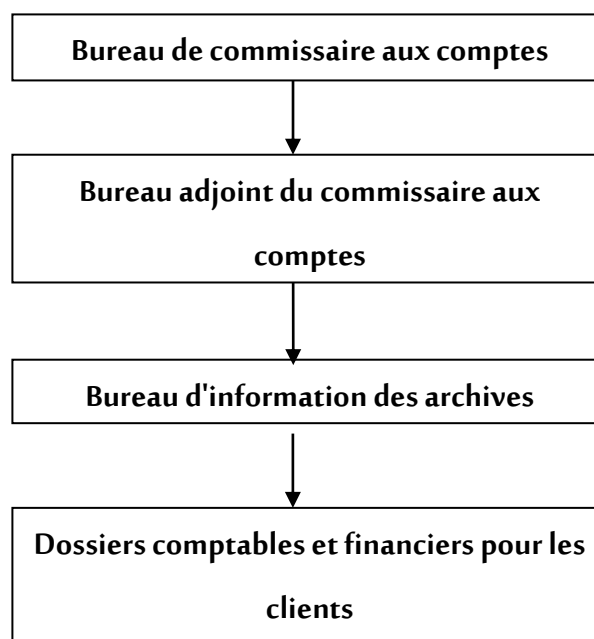 Bureau de commissaire aux comptes
Bureau adjoint du commissaire aux
comptes
Bureau d'information des archives
Dossiers comptables et financiers pour les
clients